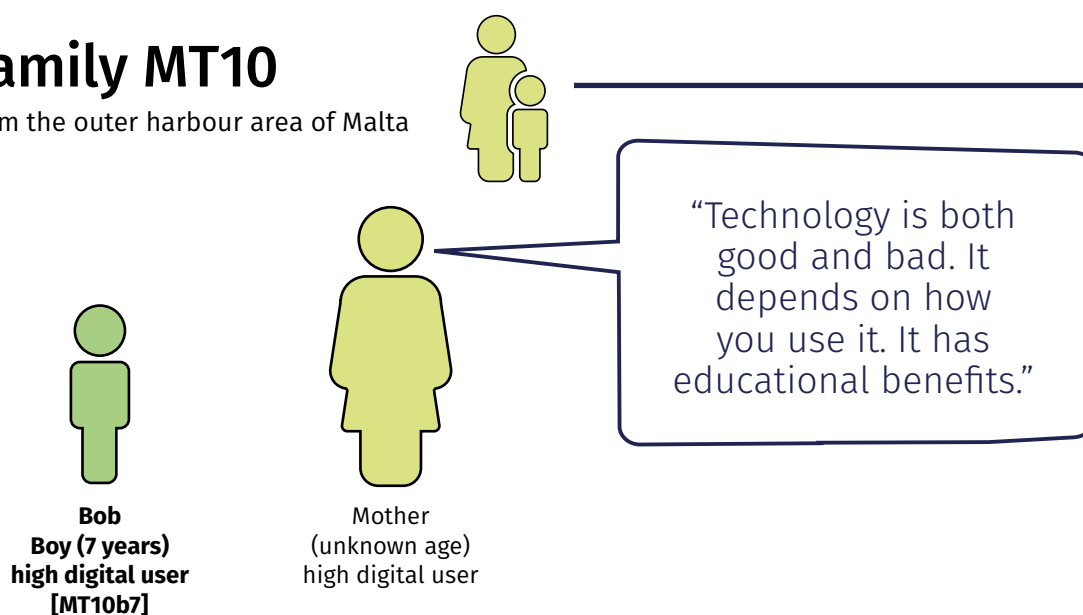 amily MT10
m the outer harbour area of Malta
“Technology is both
good and bad. It
depends on how
you use it. It has
educational benefits.”
Bob
Boy (7 years)
high digital user
[MT10b7]
Mother
(unknown age)
high digital user